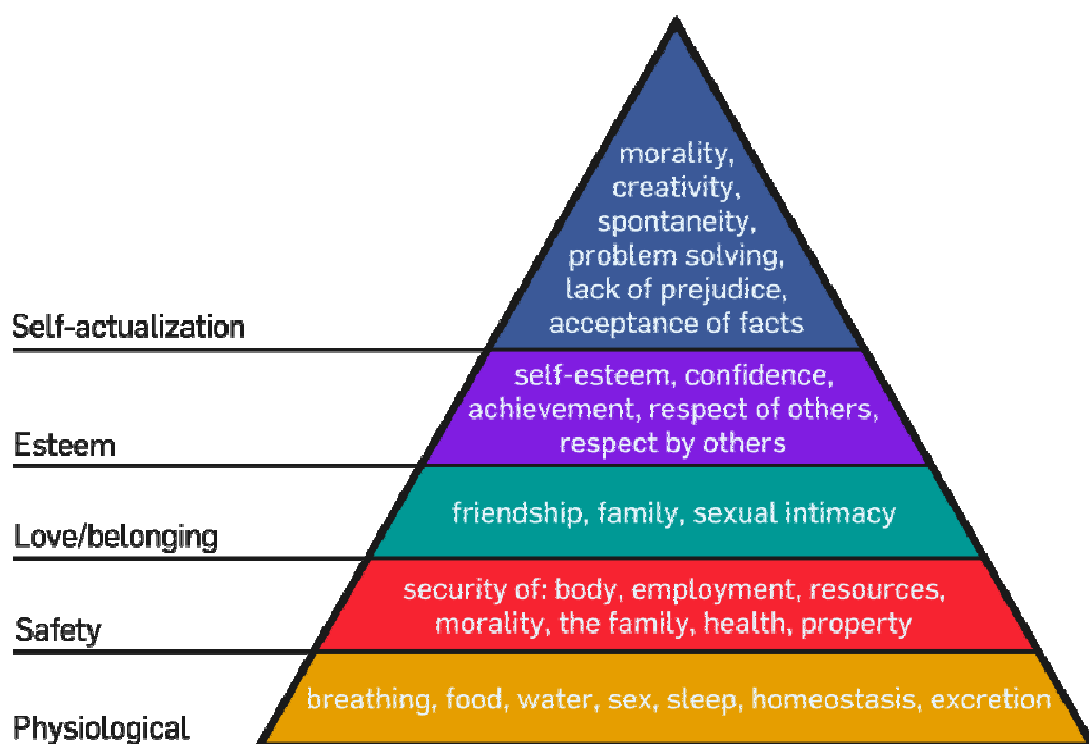 morality,
creativity,
spontaneity,
problem solving,
lack of prejudice,
acceptance of facts
Self-actualization
self-esteem, confidence,
achievement, respect of others,
respect by others
Esteem
friendship, family, sexual intimacy
Love/belonging
security of: body, employment, resources,
morality, the family, health, property
Safety
breathing, food, water, sex, sleep, homeostasis, excretion
Physiological